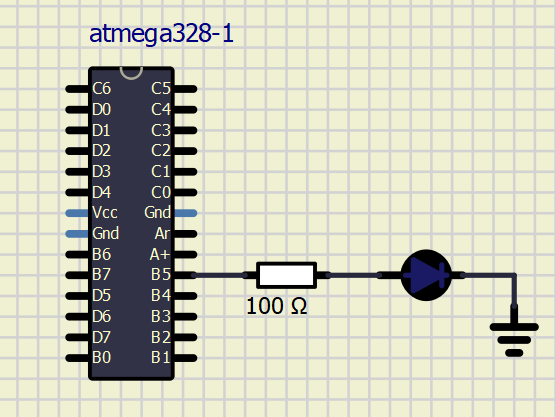 atmega328-1
C6 C5
D0 C4
D1 C3
D2 C2
D3 C1
D4 C0
Vcc Gnd
Gnd Ar
B6 A+
B7 B5
D5 B4
D6 B3
D7 B2
B0 B1
100 Ω